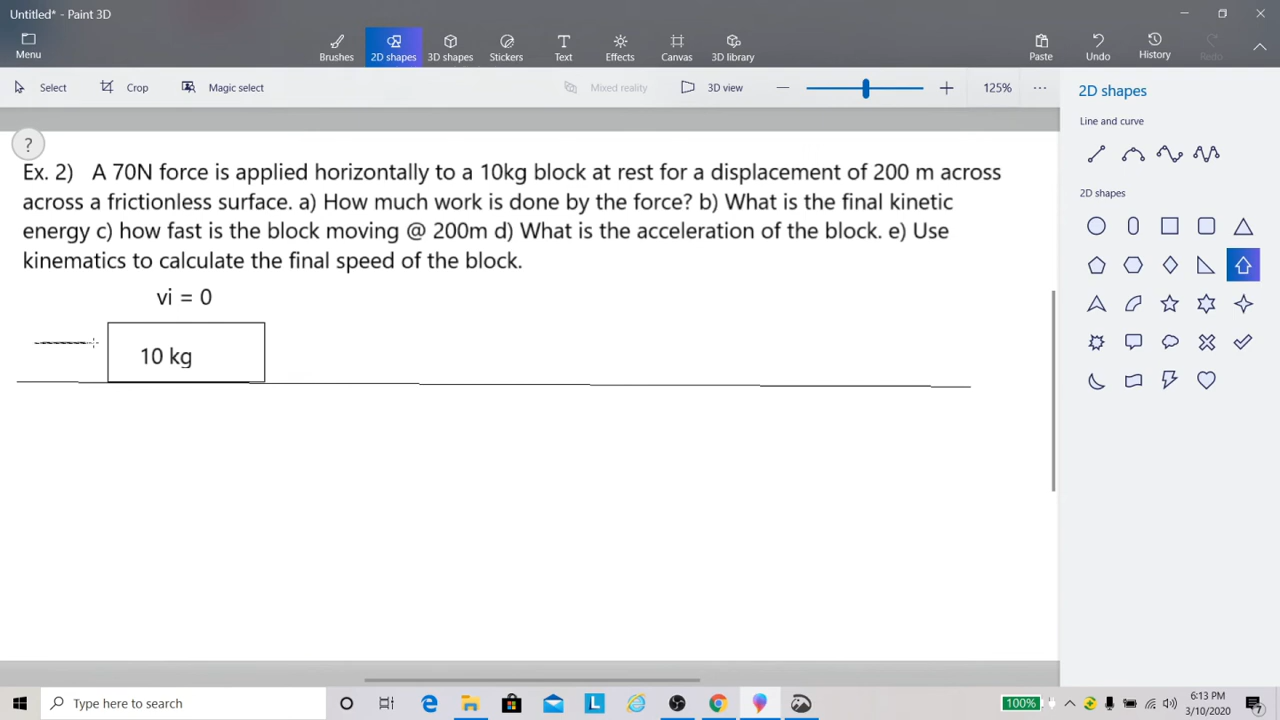 Untitled* - Paint 3D
Menu
Brushes
2D shapes
3D shapes
Stickers
Text
Effects
Canvas
3D library
Paste
Undo
History
Redo
Select
Crop
Magic select
Mixed reality
3D view
125%
2D shapes
Line and curve
2D shapes
?
Ex. 2) A 70N force is applied horizontally to a 10kg block at rest for a displacement of 200 m across
across a frictionless surface. a) How much work is done by the force? b) What is the final kinetic
energy c) how fast is the block moving @ 200m d) What is the acceleration of the block. e) Use
kinematics to calculate the final speed of the block.
vi = 0
10 kg
Type here to search
100%
6:13 PM
3/10/2020
7